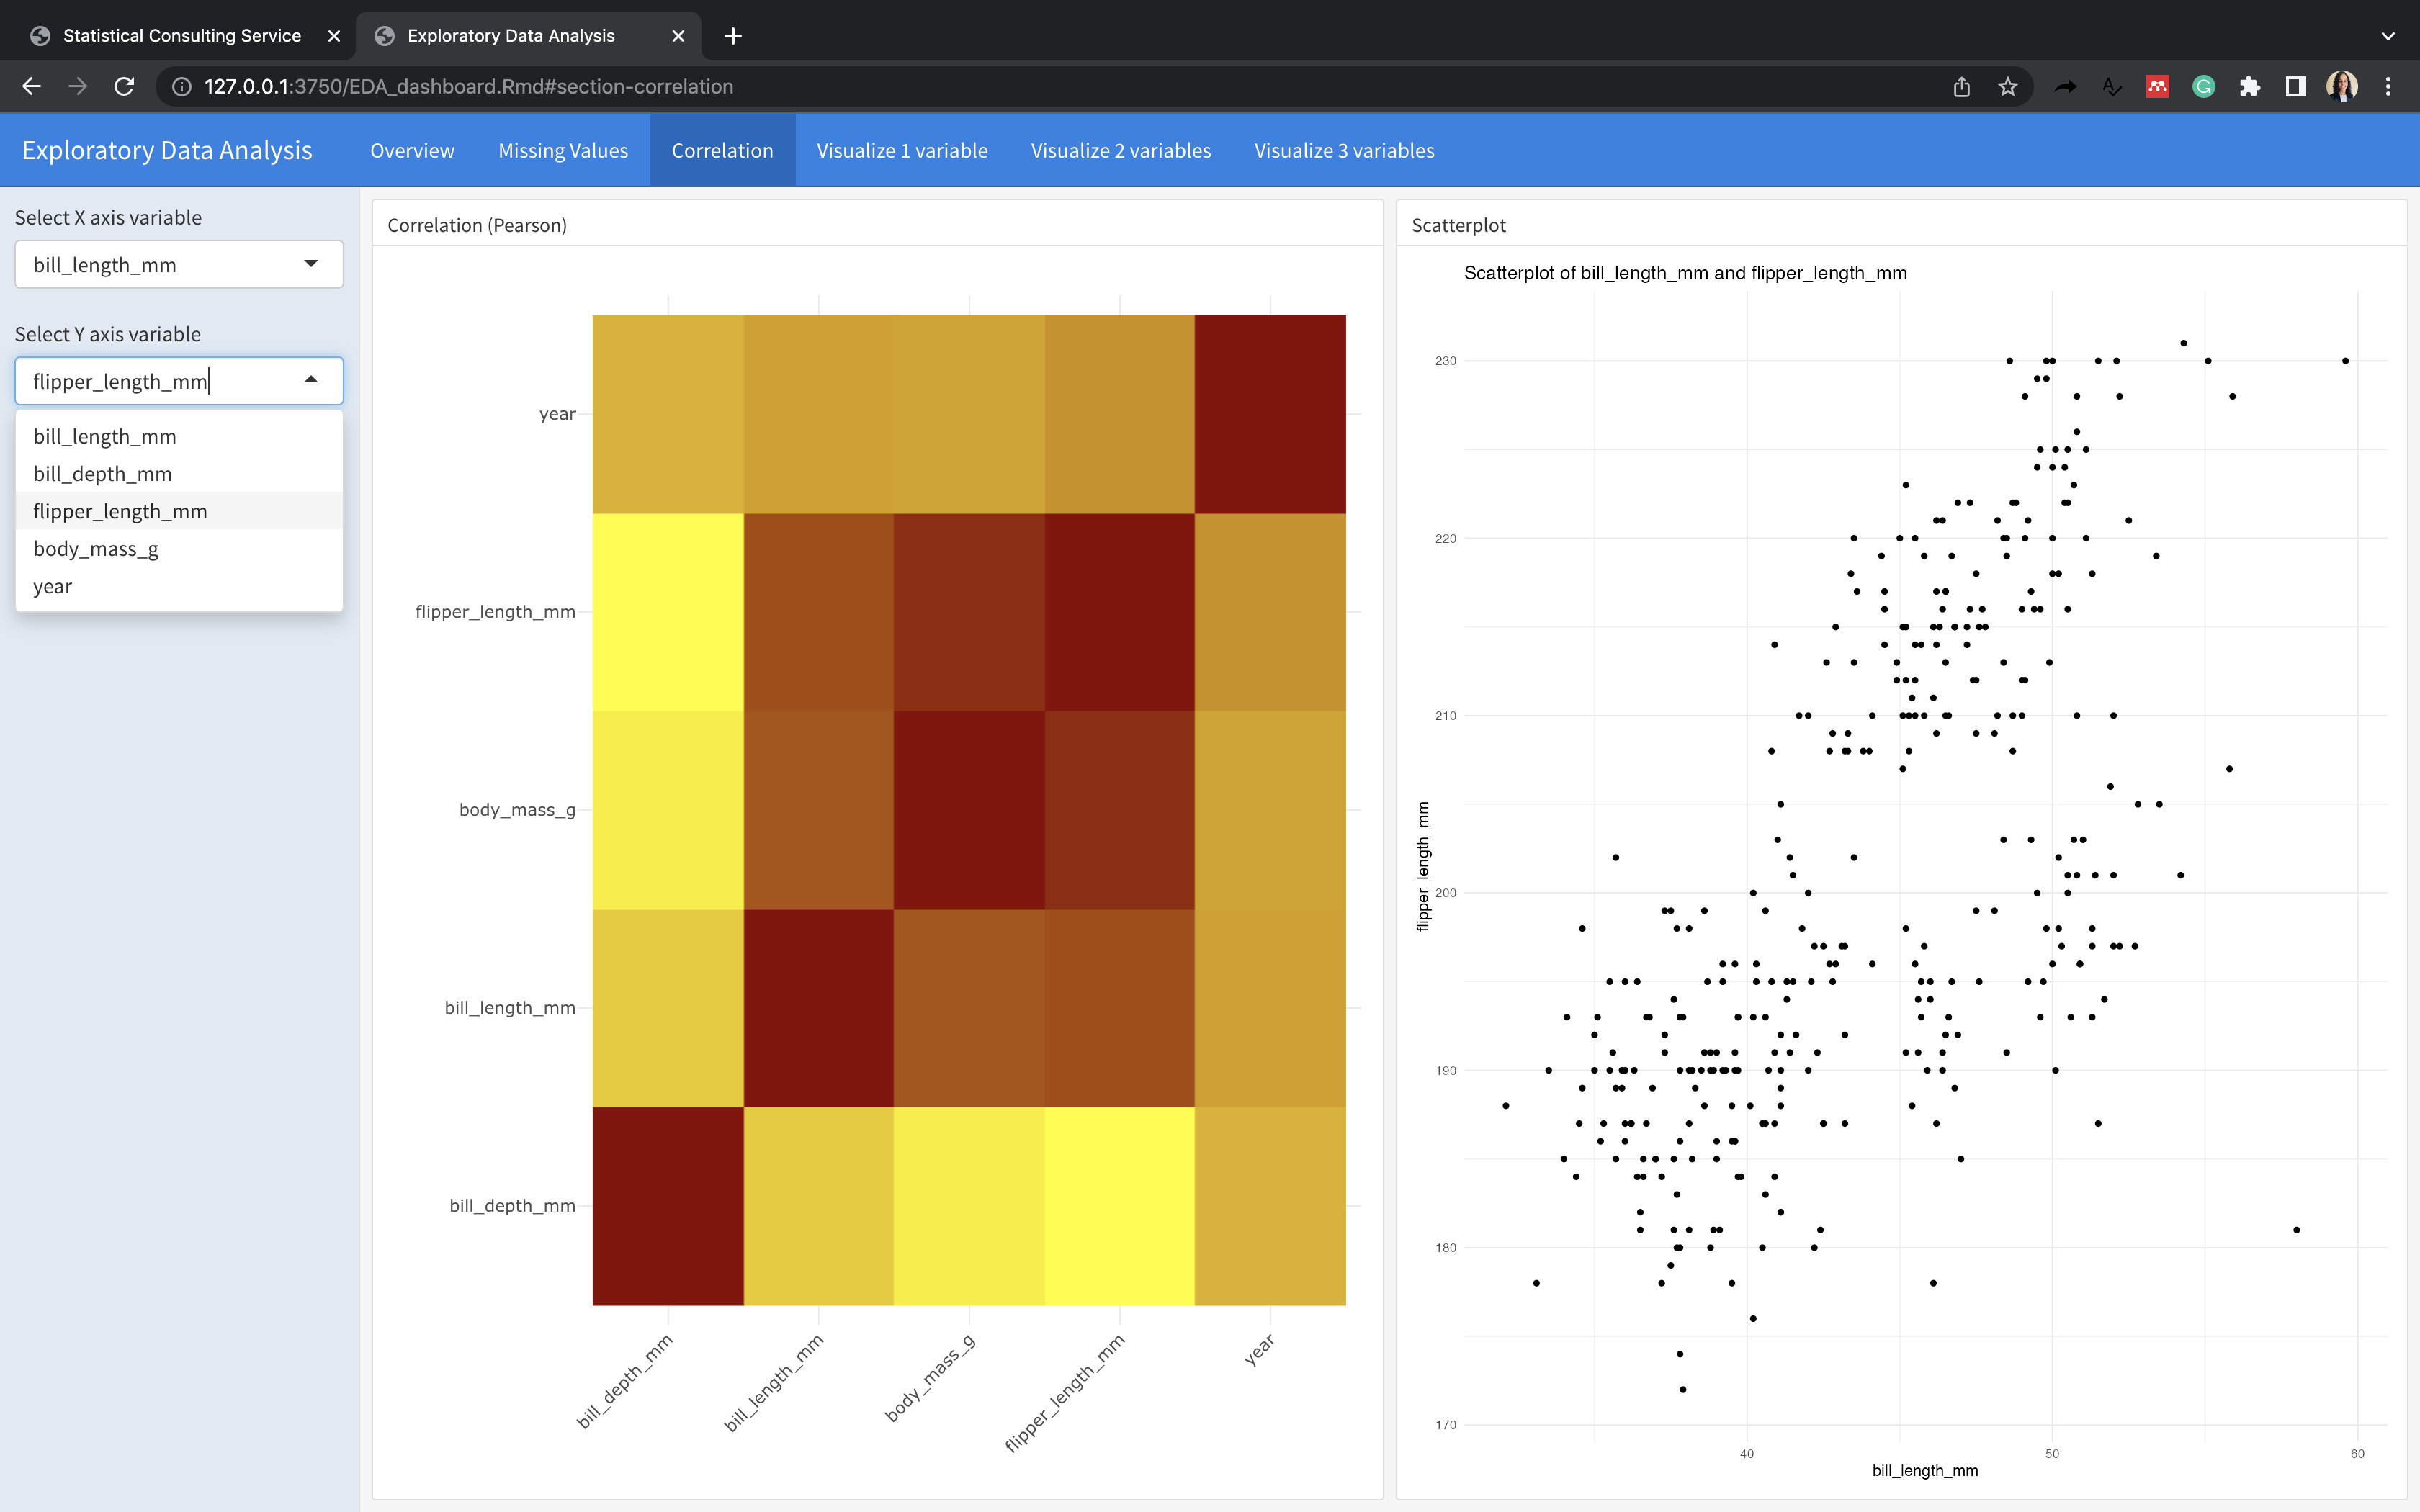 Statistical Consulting Service
Exploratory Data Analysis
127.0.0.1:3750/EDA_dashboard.Rmd#section-correlation
Exploratory Data Analysis
Overview
Missing Values
Correlation
Visualize 1 variable
Visualize 2 variables
Visualize 3 variables
Select X axis variable
bill_length_mm
Select Y axis variable
flipper_length_mm
bill_length_mm
bill_depth_mm
flipper_length_mm
body_mass_g
year
Correlation (Pearson)
year
flipper_length_mm
body_mass_g
bill_length_mm
bill_depth_mm
bill_depth_mm
bill_length_mm
body_mass_g
flipper_length_mm
year
Scatterplot
Scatterplot of bill_length_mm and flipper_length_mm
flipper_length_mm
230
220
210
200
190
180
170
40
50
60
bill_length_mm